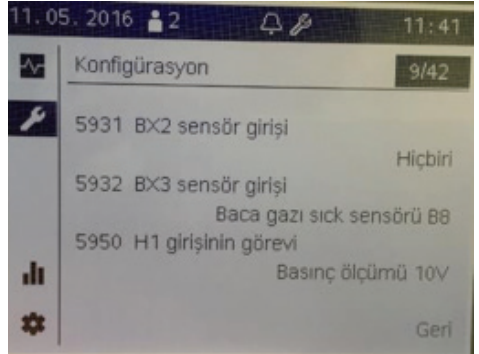 11.05.2016 2 11:41
Konfigürasyon 9/42
5931 BX2 sensör girişi
Hiçbiri
5932 BX3 sensör girişi
Baca gazı sıck sensörü B8
5950 H1 girişinin görevi
Basınç ölçümü 10V
Geri